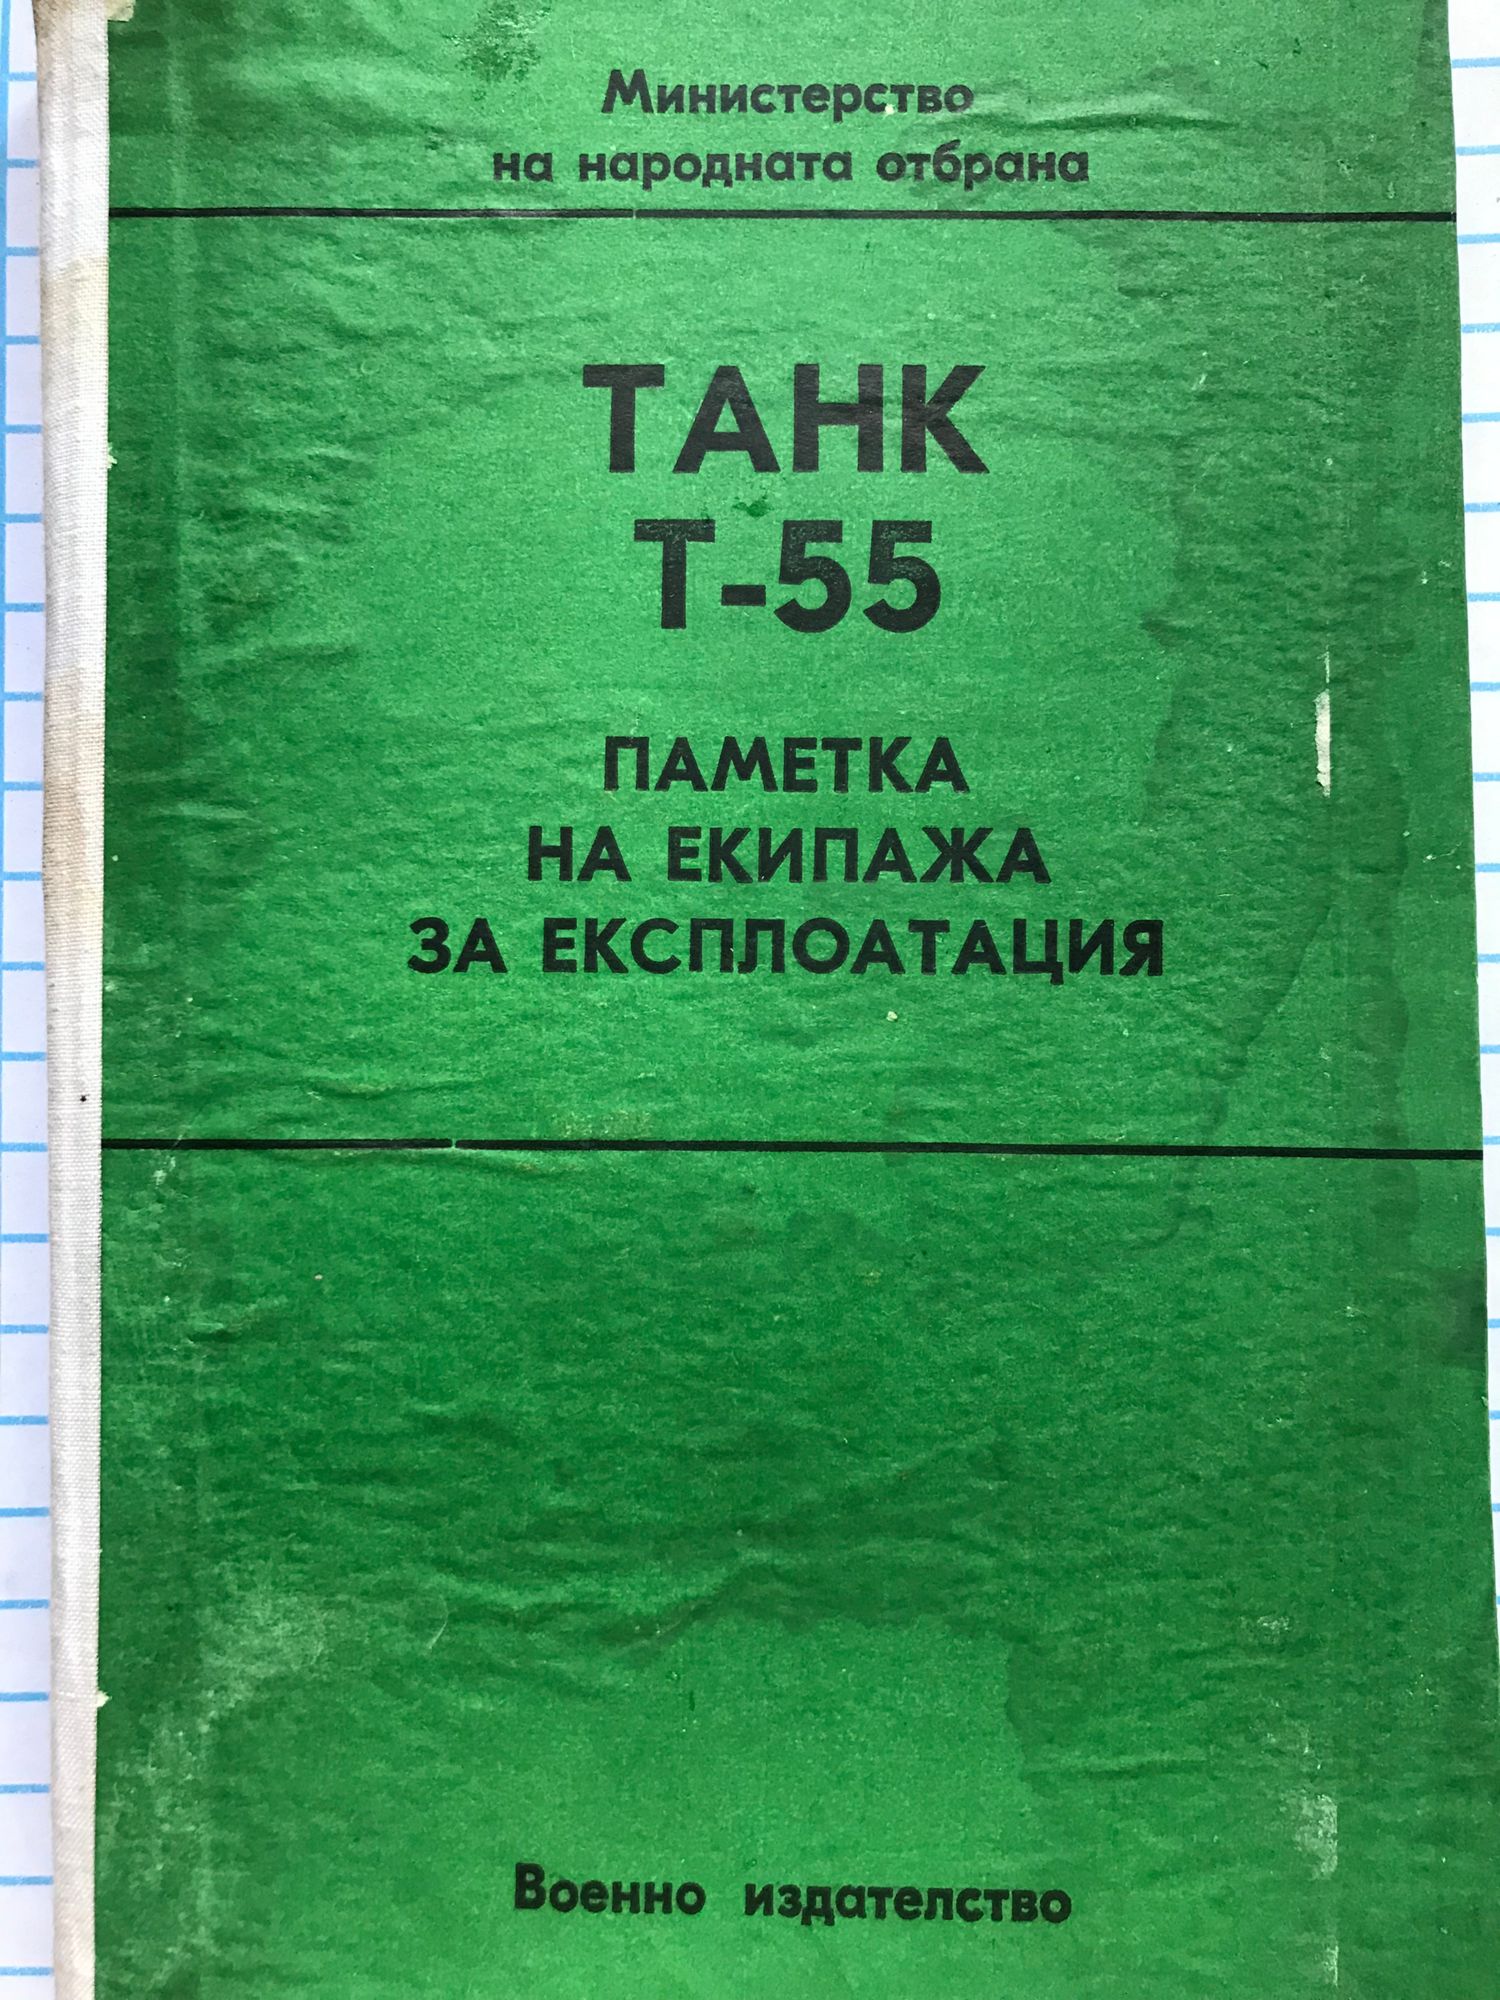 Министерство
на народната отбрана
ТАНК
Т-55
ПАМЕТКА
НА ЕКИПАЖА
ЗА ЕКСПЛОАТАЦИЯ
Военно издателство